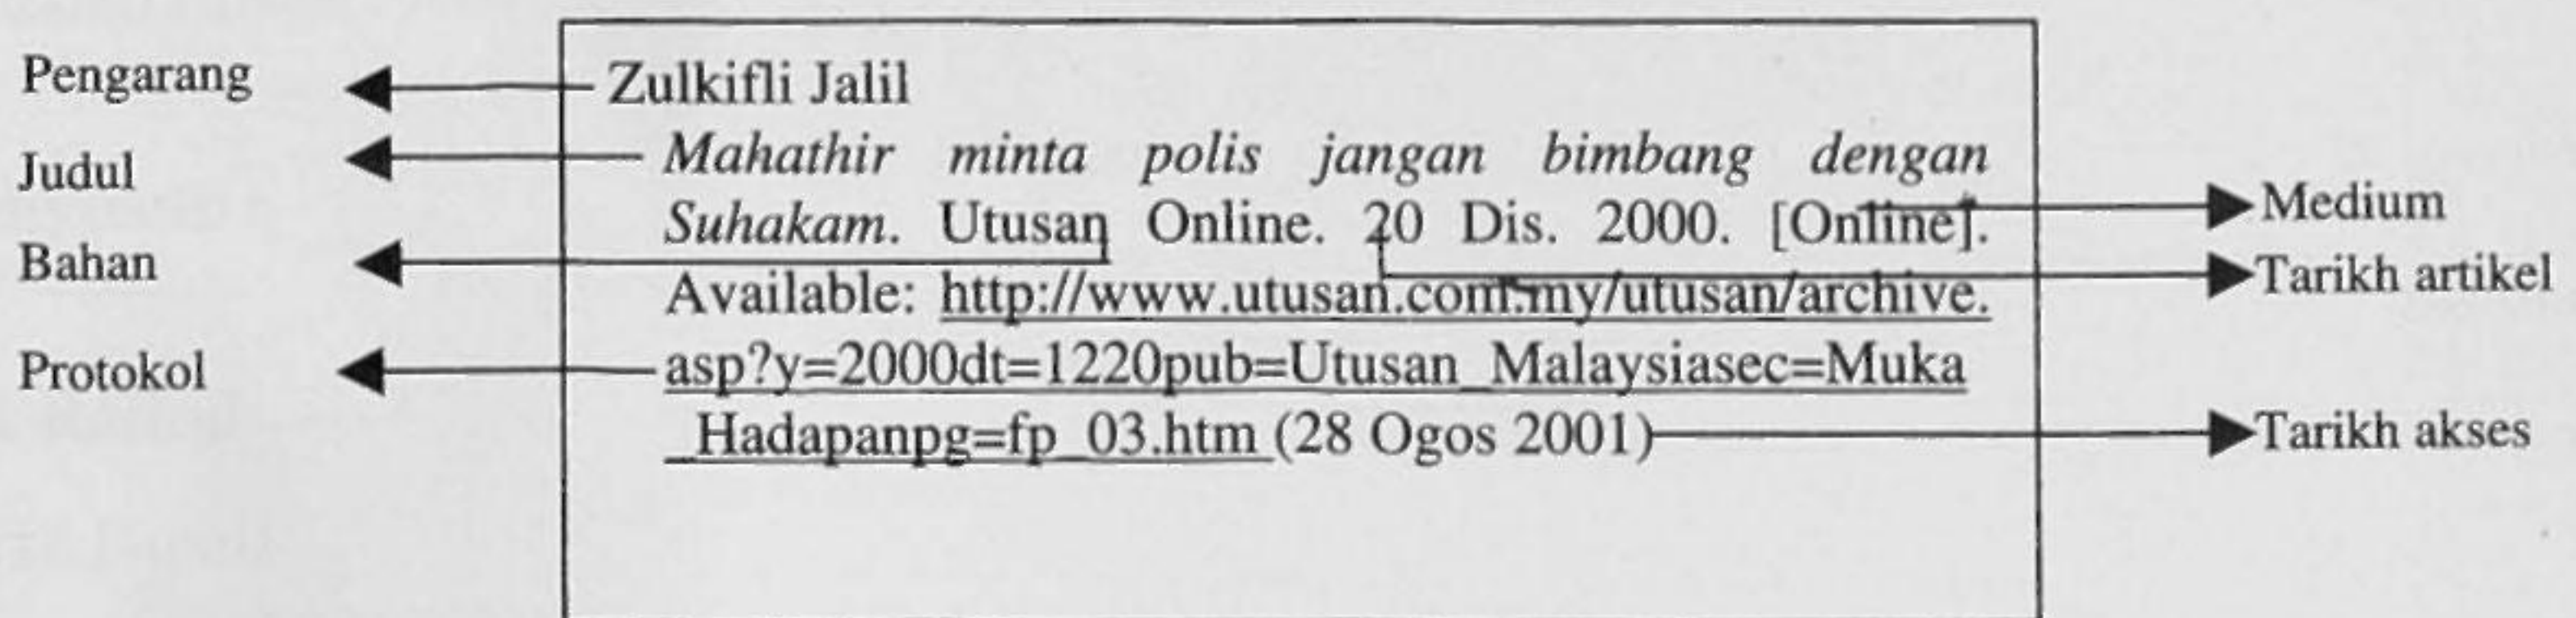 Pengarang
Judul
Bahan
Protokol
Zulkifli Jalil
Mahathir minta polis jangan bimbang dengan
Suhakam. Utusan Online. 20 Dis. 2000. [Online].
Available: http://www.utusan.com.my/utusan/archive.
asp?y=2000dt=1220pub=Utusan_Malaysiasec=Muka
_Hadapanpg=fp_03.htm (28 Ogos 2001)
Medium
Tarikh artikel
Tarikh akses